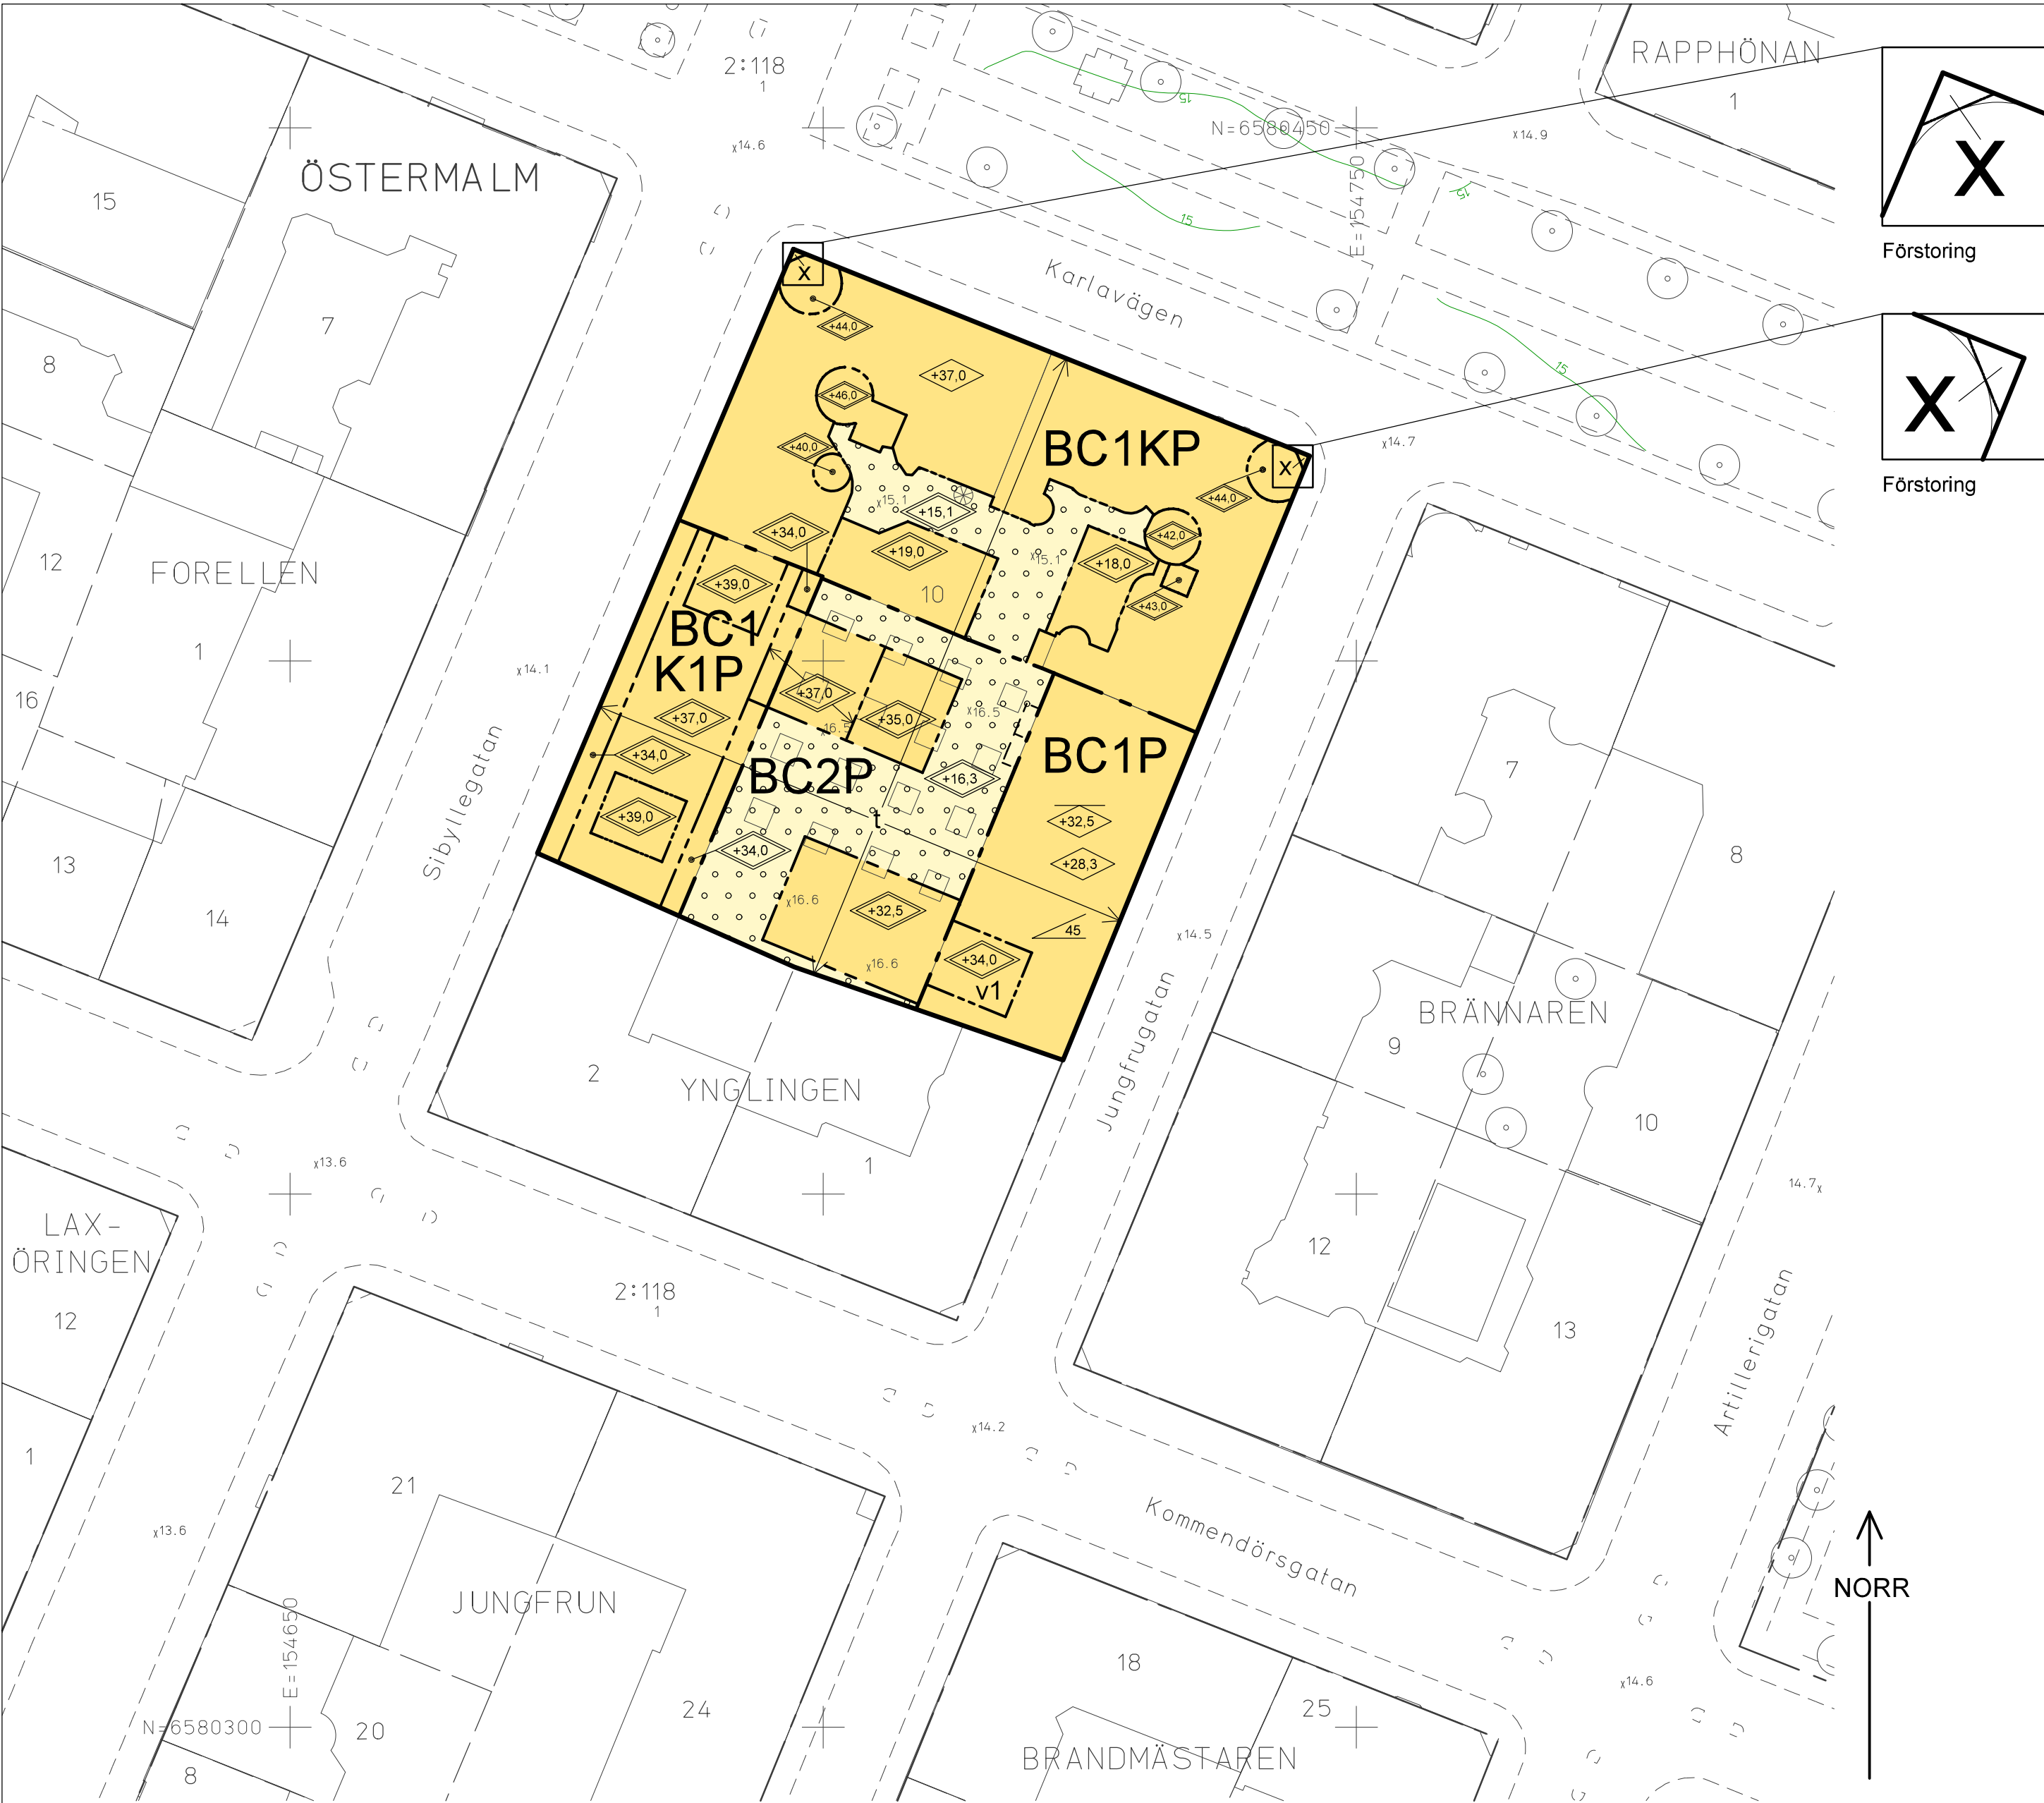 2:118
1
RAPPHÖNAN
1
x14.6
15
N=6580450
E=154750
x14.9
15
15
X
Förstoring
ÖSTERMALM
15
7
8
12
FORELLEN
1
16
13
14
Karlavägen
x14.7
15
X
Förstoring
x
+44,0
+37,0
+46,0
+40,0
BC1KP
x
+44,0
x15.1
+15,1
+34,0
+19,0
x15.1
+42,0
+18,0
+43,0
10
+39,0
BC1
K1P
+37,0
+34,0
+39,0
+37,0
x16.5
+35,0
x16.5
BC2P
+16,3
t
+34,0
x16.6
+32,5
x16.6
BC1P
+32,5
+28,3
45
+34,0
v1
x14.1
Sibyllegatan
x14.5
Jungfrugatan
7
8
BRÄNNAREN
9
10
12
13
14.7x
Artillerigatan
2
YNGLINGEN
1
x13.6
LAX-
ÖRINGEN
12
1
2:118
1
x14.2
Kommendörsgatan
21
x13.6
JUNGFRUN
E=154650
N=6580300
20
8
24
18
25
BRANDMÄSTAREN
x14.6
NORR